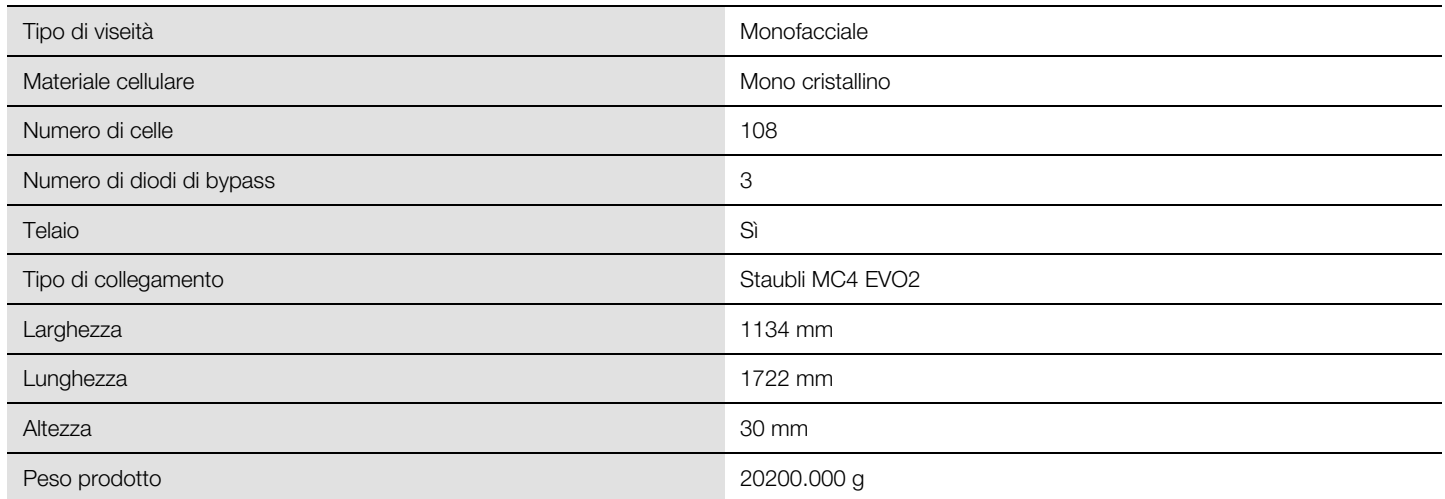 Tipo di viseità Monofacciale
Materiale cellulare Mono cristallino
Numero di celle 108
Numero di diodi di bypass 3
Telaio Sì
Tipo di collegamento Staubli MC4 EVO2
Larghezza 1134 mm
Lunghezza 1722 mm
Altezza 30 mm
Peso prodotto 20200.000 g